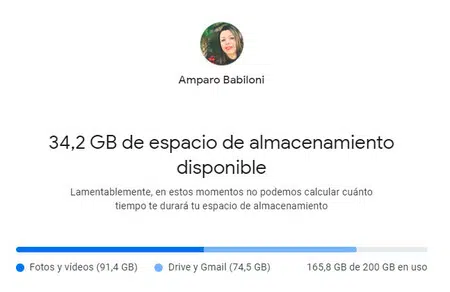 Amparo Babiloni
34,2 GB de espacio de almacenamiento
disponible
Lamentablemente, en estos momentos no podemos calcular cuánto
tiempo te durará tu espacio de almacenamiento
Fotos y vídeos (91,4 GB) Drive y Gmail (74,5 GB) 165,8 GB de 200 GB en uso